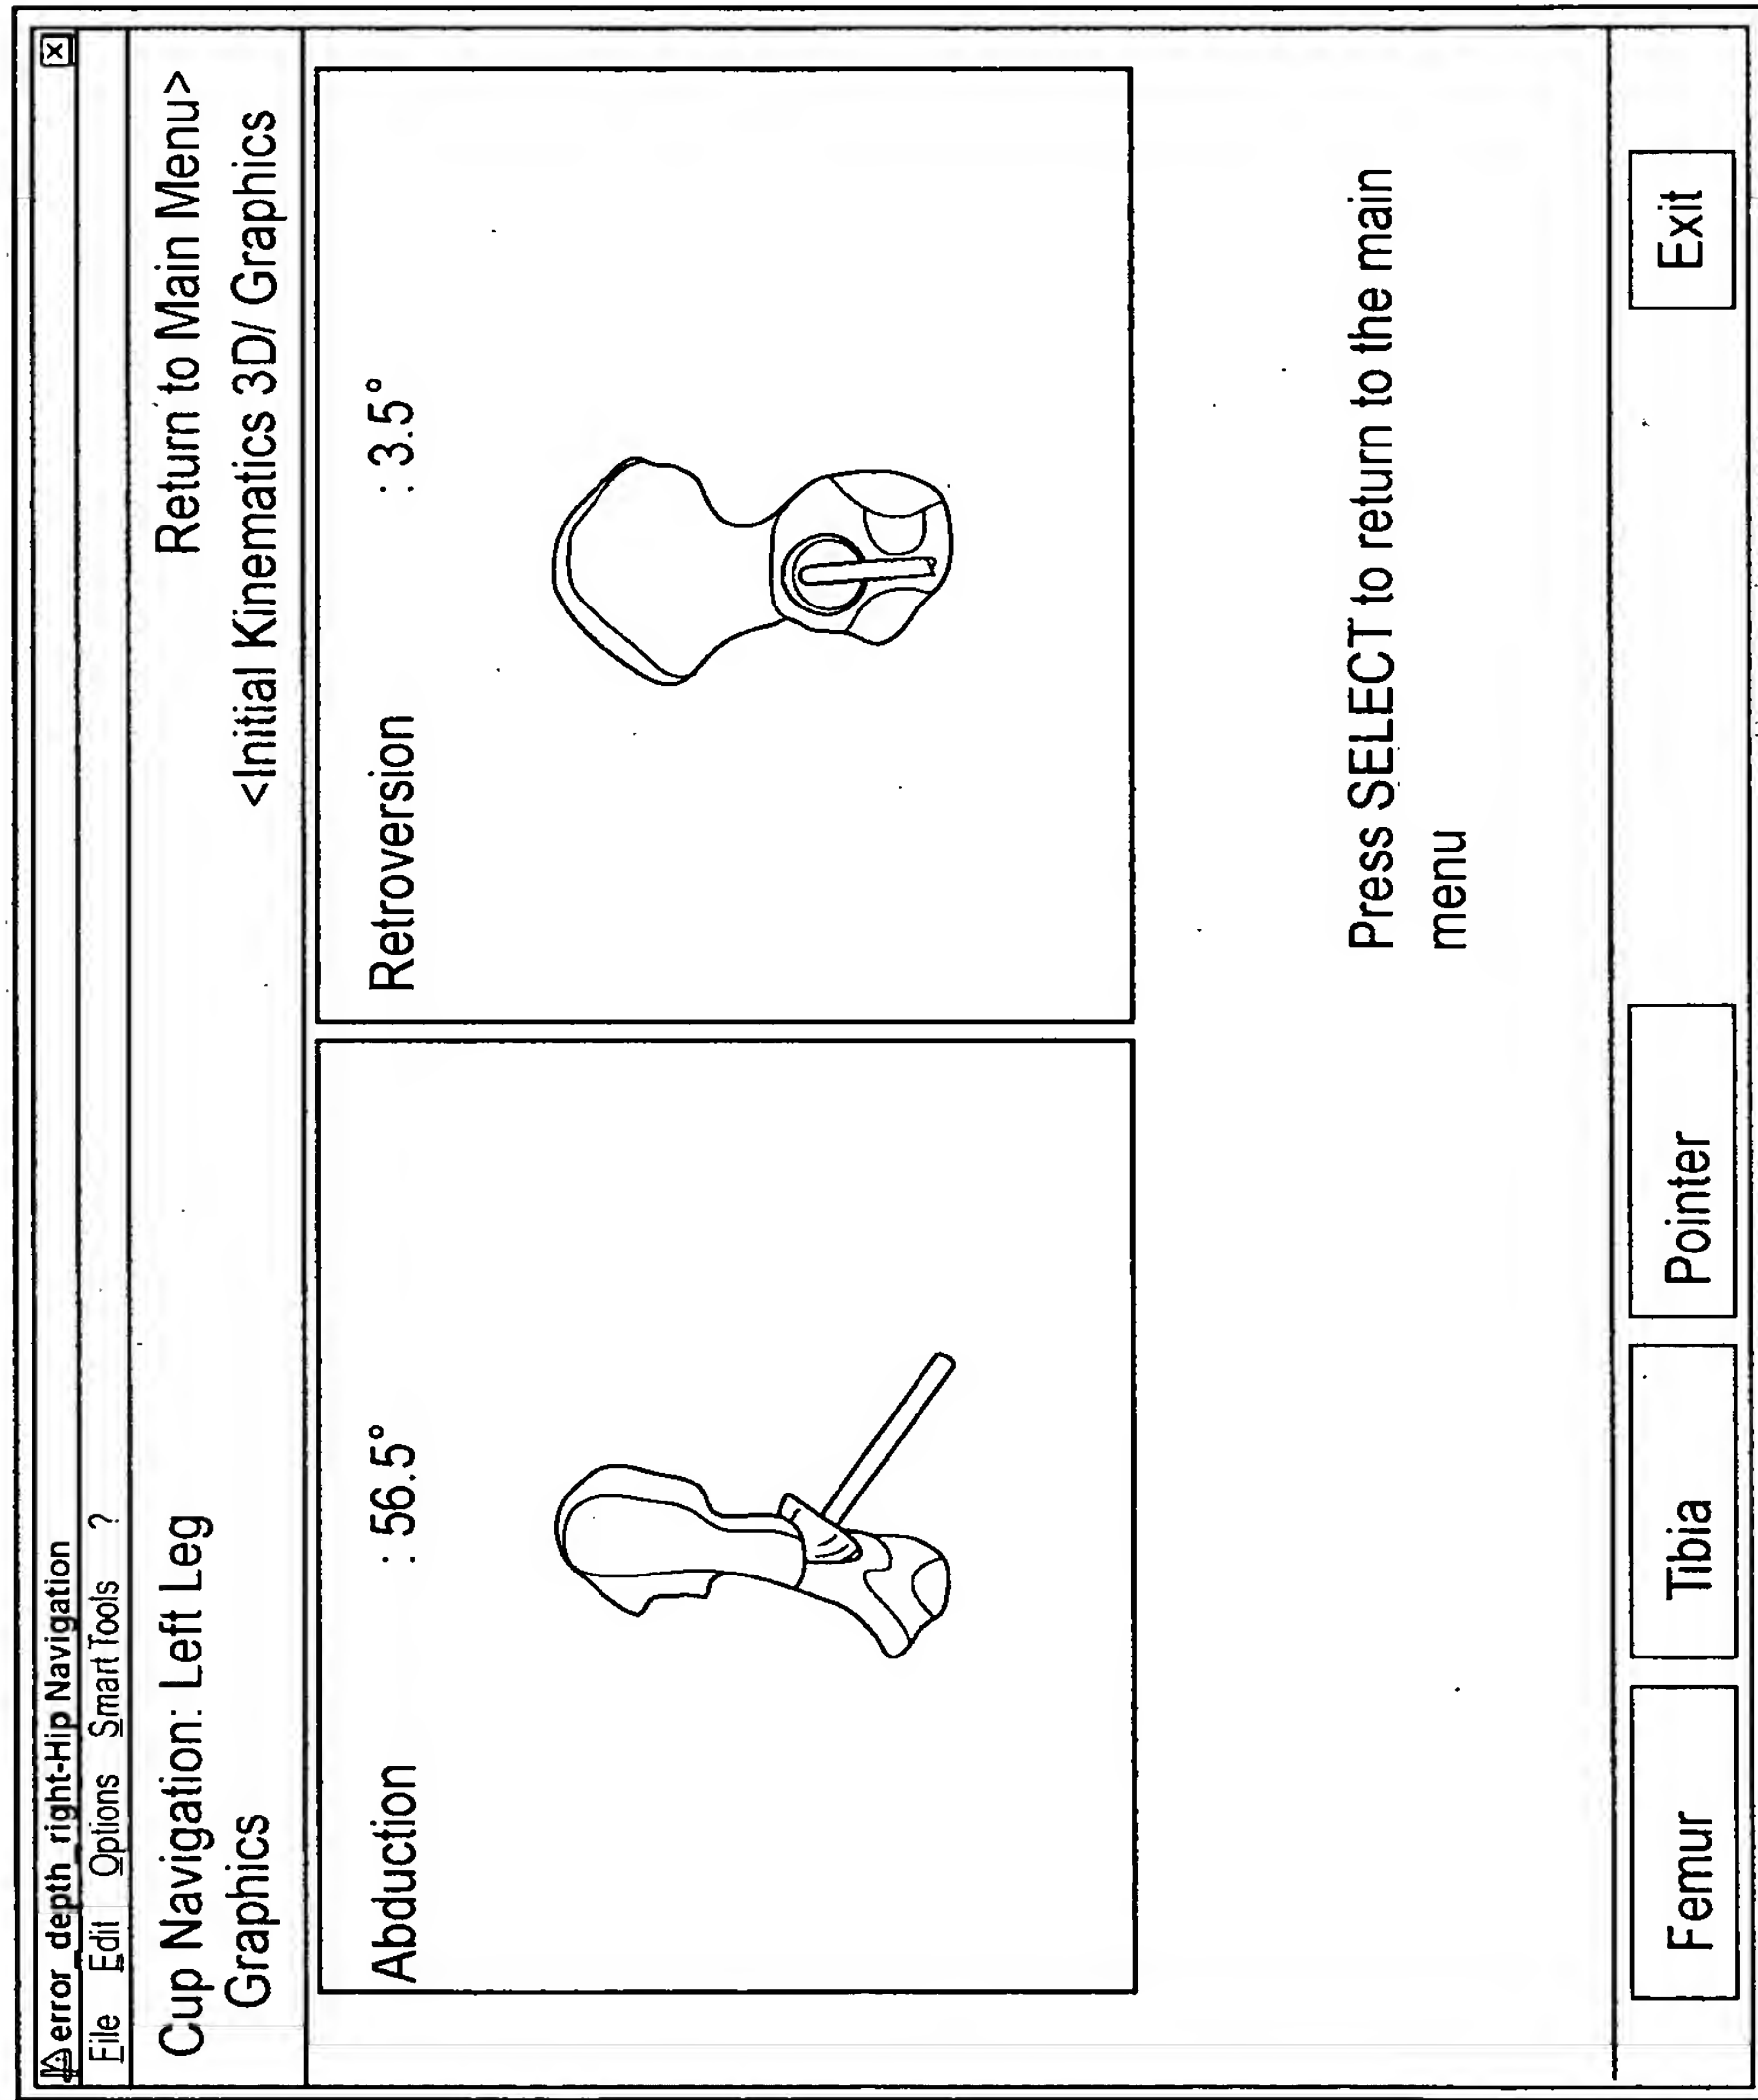 error_depth_right-Hip Navigation
File Edit Options Smart Tools ?
Cup Navigation: Left Leg
Graphics
Return to Main Menu>
<Initial Kinematics 3D/ Graphics
Abduction : 56.5°
Retroversion : 3.5°
Press SELECT to return to the main
menu
Femur
Tibia
Pointer
Exit